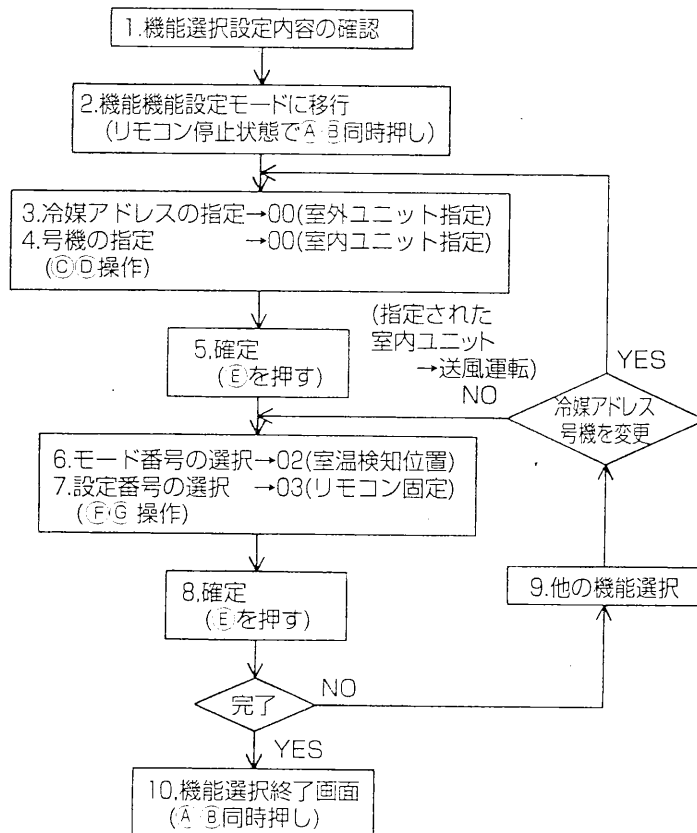 1.機能選択設定内容の確認
2.機能機能設定モードに移行
(リモコン停止状態でⒶⒷ同時押し)
3.冷媒アドレスの指定→00(室外ユニット指定)
4.号機の指定 →00(室内ユニット指定)
(ⒸⒹ操作)
5,確定
(Ⓔを押す)
(指定された
室内ユニット
→送風運転)
NO
YES
冷媒アドレス
号機を変更
6.モード番号の選択→02(室温検知位置)
7.設定番号の選択 →03(リモコン固定)
(ⒻⒼ操作)
8,確定
(Ⓔを押す)
9.他の機能選択
完了
NO
YES
10,機能選択終了画面
(ⒶⒷ同時押し)